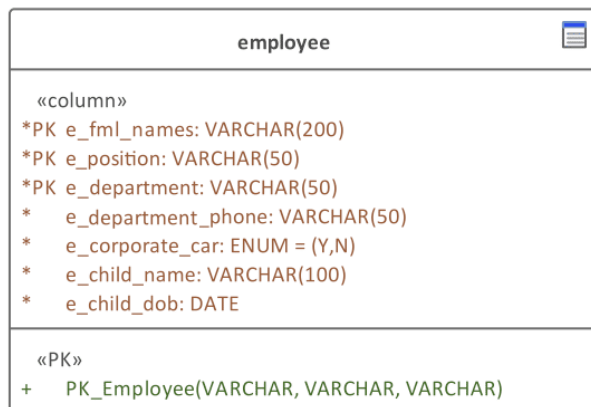 employee
«column»
*PK e_fml_names: VARCHAR(200)
*PK e_position: VARCHAR(50)
*PK e_department: VARCHAR(50)
* e_department_phone: VARCHAR(50)
* e_corporate_car: ENUM = (Y,N)
* e_child_name: VARCHAR(100)
* e_child_dob: DATE
«PK»
+ PK_Employee(VARCHAR, VARCHAR, VARCHAR)